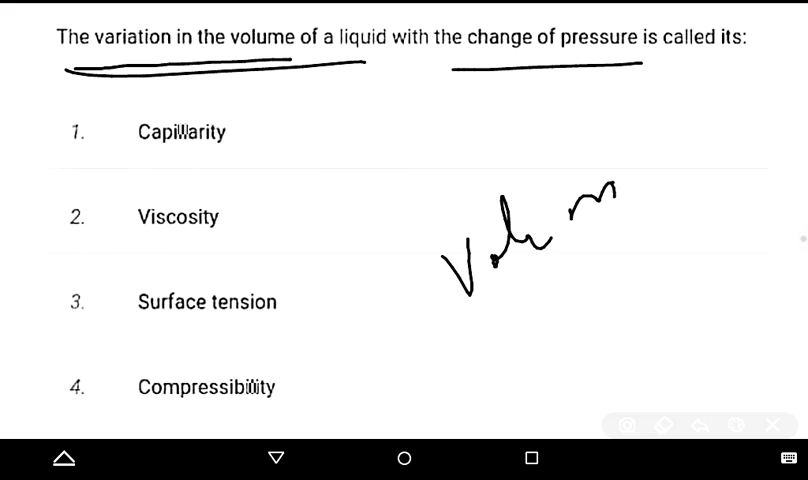 The variation in the volume of a liquid with the change of pressure is called its:
1. Capillarity
2. Viscosity
Volum
3. Surface tension
4. Compressibility